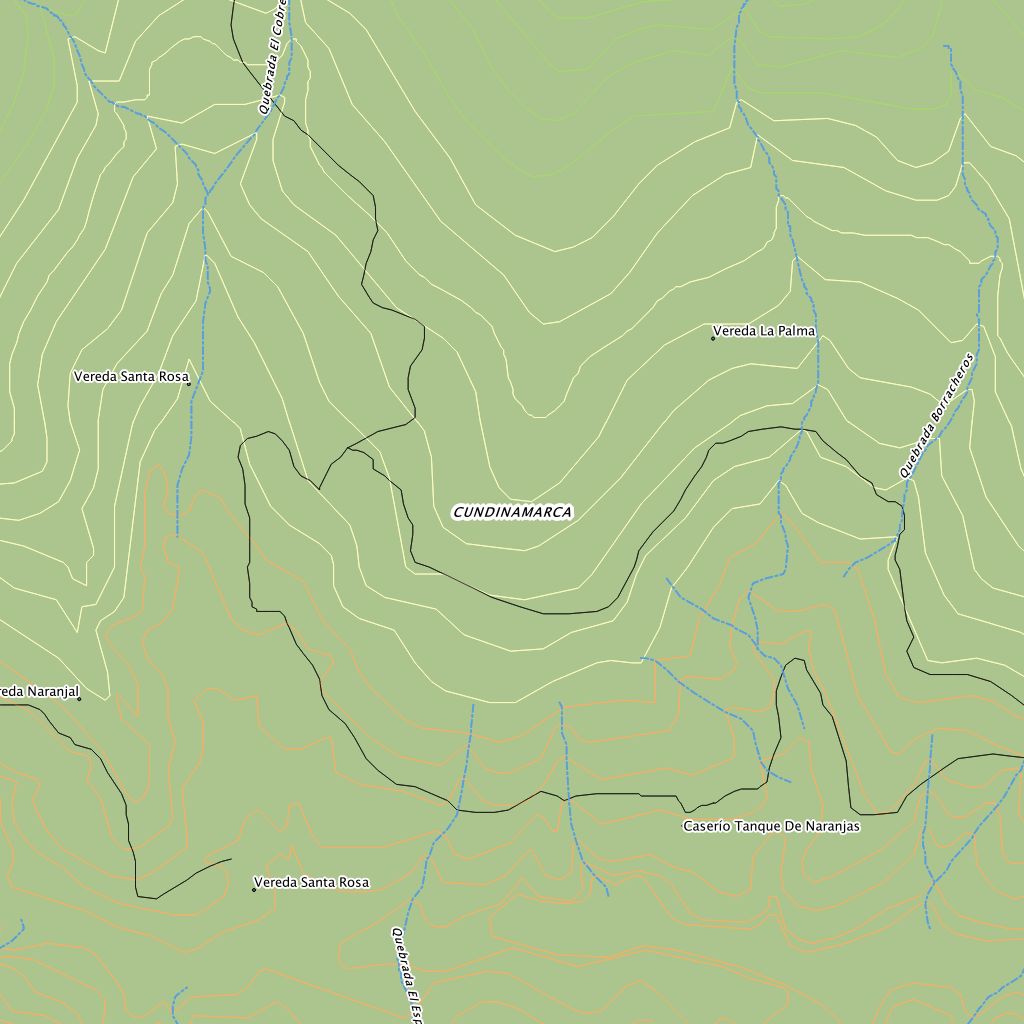 Quebrada El Cobre
Vereda La Palma
Vereda Santa Rosa
Quebrada Borracheros
CUNDINAMARCA
reda Naranjal
Caserío Tanque De Naranjas
Vereda Santa Rosa
Quebrada El Esp